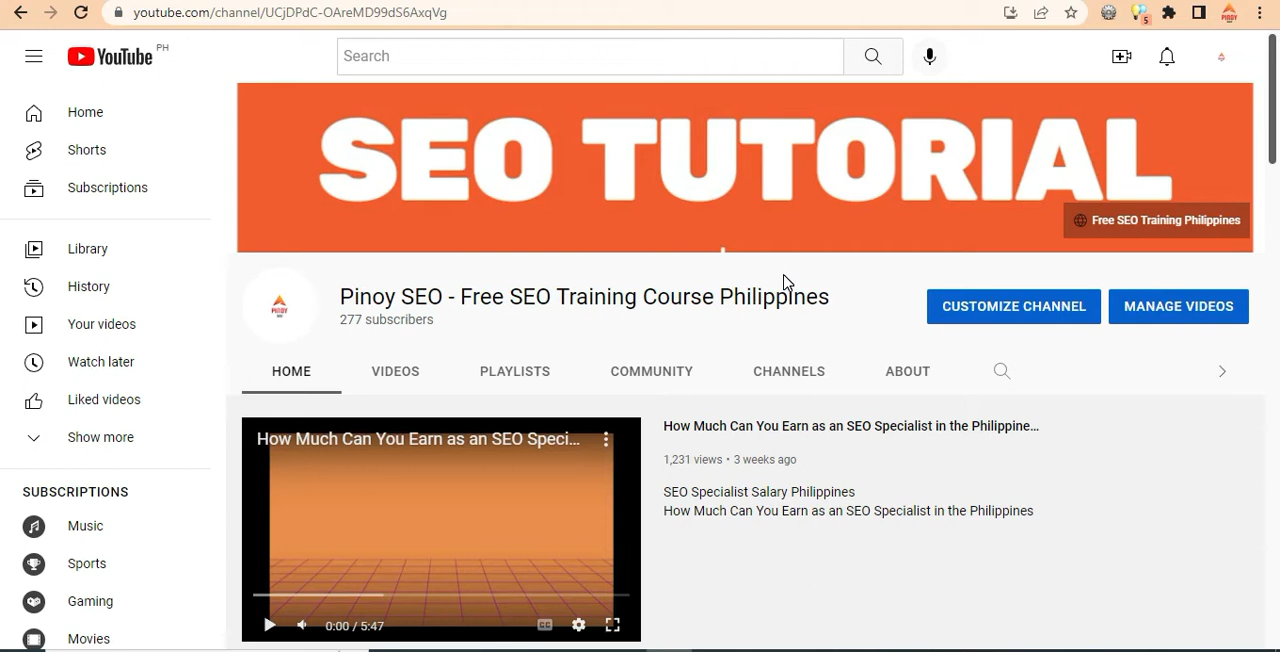 youtube.com/channel/UCjDPdC-OAreMD99dS6AxqVg
5
PINOY
YouTube PH
Search
SEO TUTORIAL
Free SEO Training Philippines
Home
Shorts
Subscriptions
Library
History
Your videos
Watch later
Liked videos
Show more
SUBSCRIPTIONS
Music
Sports
Gaming
Movies
PINOY
Pinoy SEO - Free SEO Training Course Philippines
277 subscribers
CUSTOMIZE CHANNEL
MANAGE VIDEOS
HOME
VIDEOS
PLAYLISTS
COMMUNITY
CHANNELS
ABOUT
How Much Can You Earn as an SEO Speci...
0:00 / 5:47
CC
How Much Can You Earn as an SEO Specialist in the Philippine...
1,231 views • 3 weeks ago
SEO Specialist Salary Philippines
How Much Can You Earn as an SEO Specialist in the Philippines